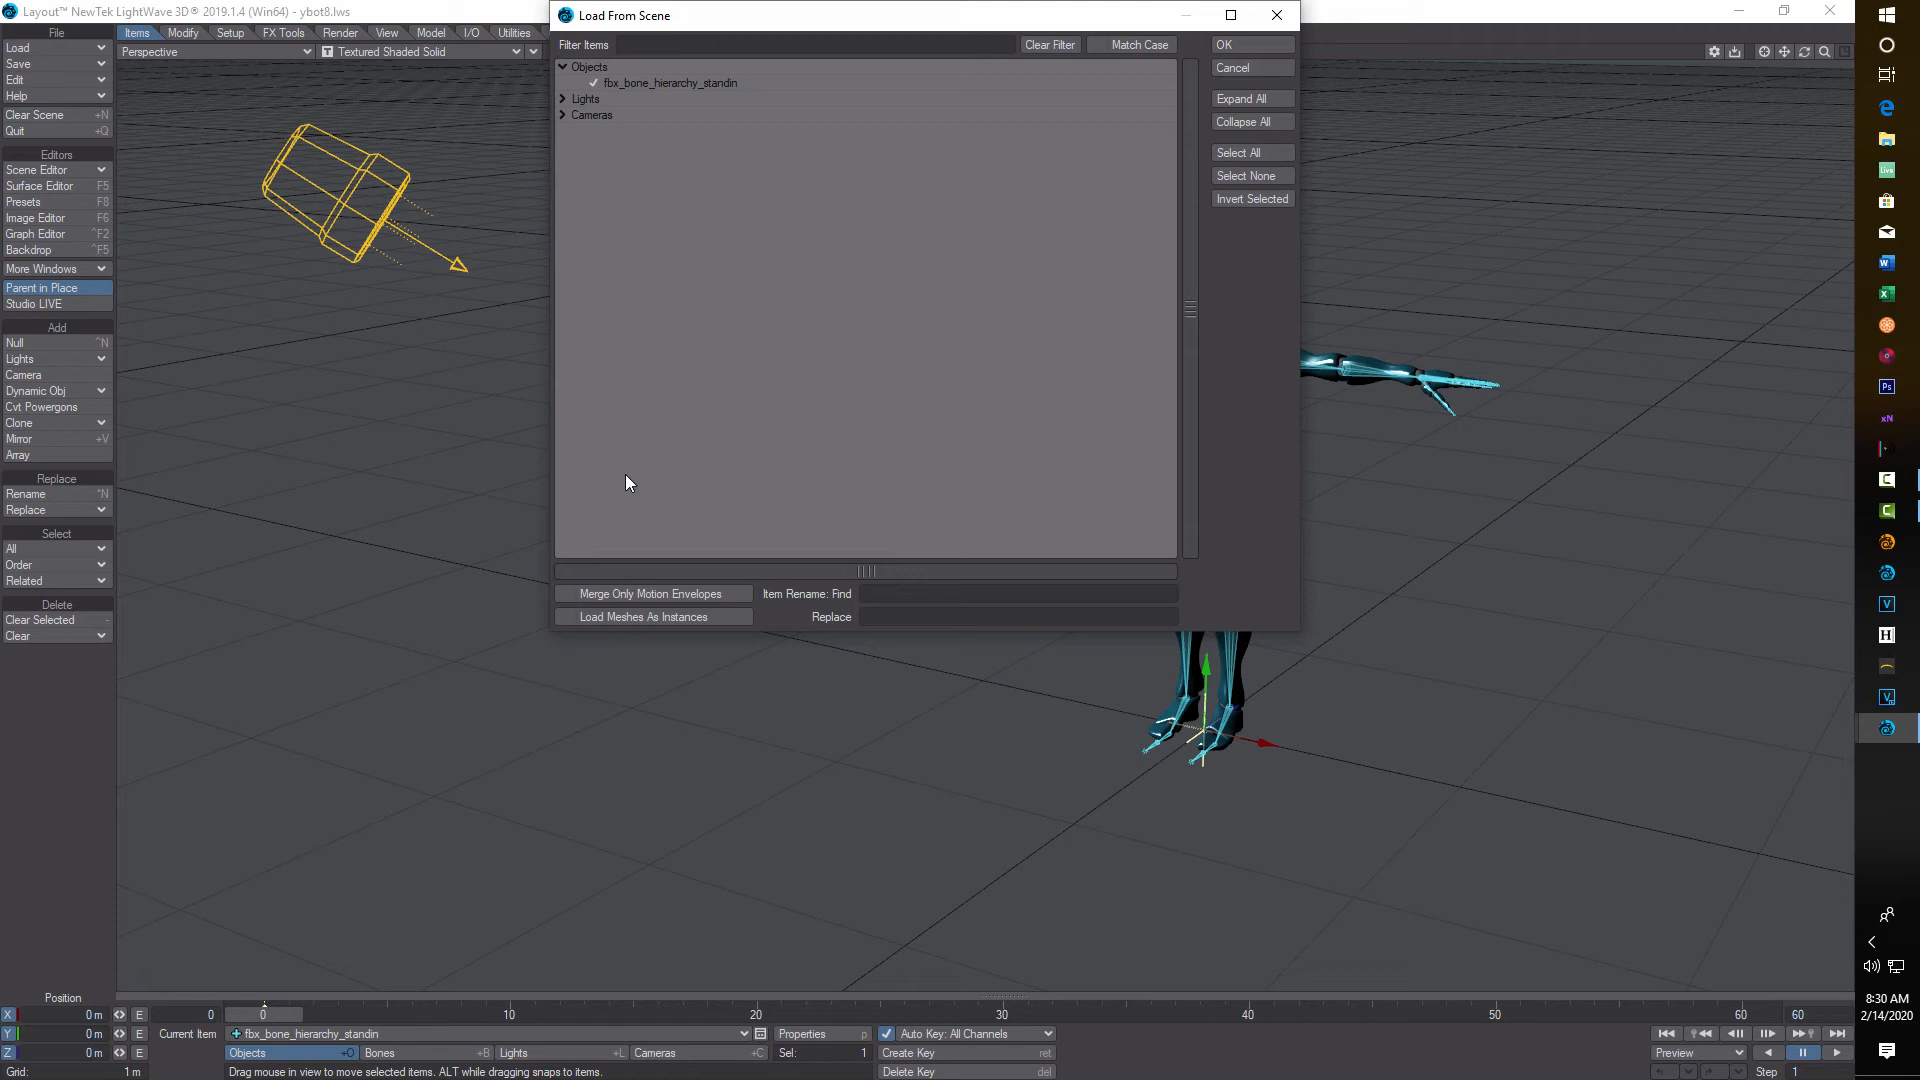 Layout™ NewTek LightWave 3D® 2019.1.4 (Win64) - ybot8.lws
Load From Scene
File
Items
Modify
Setup
FX Tools
Render
View
Model
I/O
Utilities
Load
Save
Edit
Help
Clear Scene +N
Quit +Q
Perspective
Textured Shaded Solid
Filter Items
Clear Filter
Match Case
OK
Cancel
Expand All
Collapse All
Select All
Select None
Invert Selected
Objects
fbx_bone_hierarchy_standin
Lights
Cameras
Editors
Scene Editor
Surface Editor F5
Presets F8
Image Editor F6
Graph Editor ^F2
Backdrop ^F5
More Windows
Parent in Place
Studio LIVE
Add
Null ^N
Lights
Camera
Dynamic Obj
Cvt Powergons
Clone
Mirror +V
Array
Replace
Rename ^N
Replace
Select
All
Order
Related
Delete
Clear Selected -
Clear
Merge Only Motion Envelopes
Item Rename: Find
Load Meshes As Instances
Replace
live
Ps
xN
V
H
8:30 AM
2/14/2020
Position
X 0 m E
Y 0 m E
Z 0 m E
Grid: 1 m
0 0 10 20 30 40 50 60 60
Current Item fbx_bone_hierarchy_standin
Properties p
Auto Key: All Channels
Objects +O
Bones +B
Lights +L
Cameras +C
Sel: 1
Create Key ret
Delete Key del
Preview
Step 1
Drag mouse in view to move selected items. ALT while dragging snaps to items.